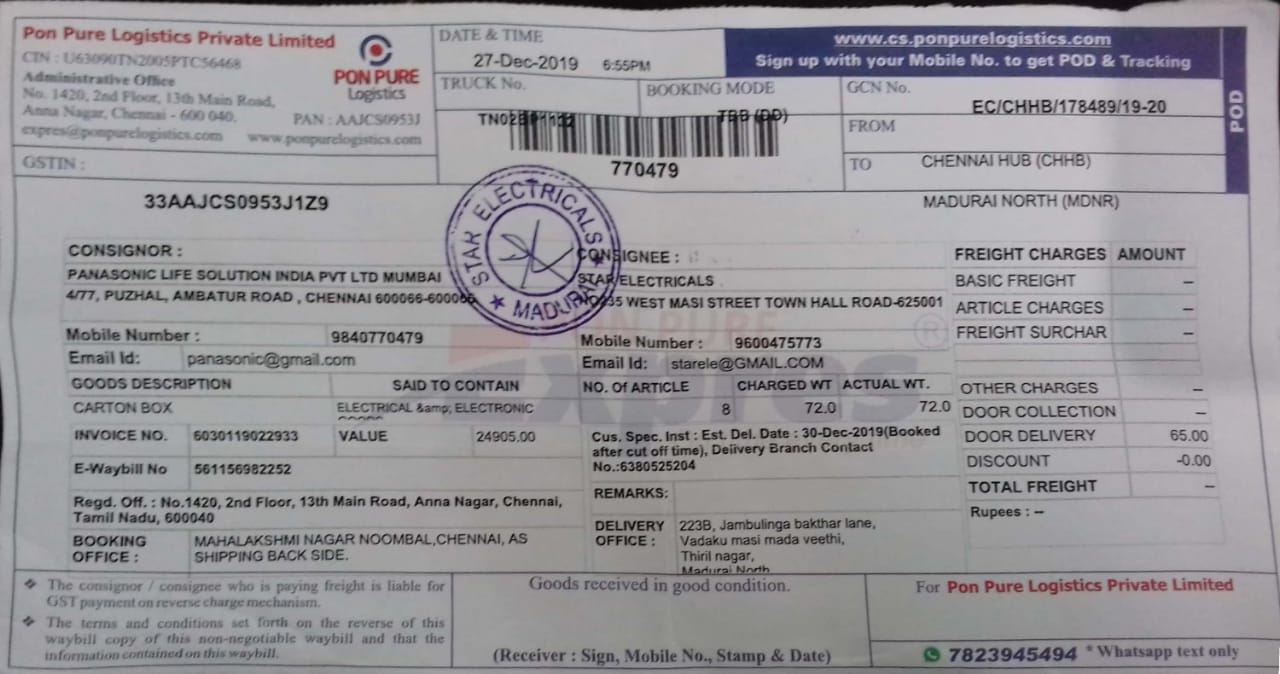 Pon Pure Logistics Private Limited
CIN : U63090TN2005PTC56468
Administrative Office
No. 1420, 2nd Floor, 13th Main Road,
Anna Nagar, Chennai - 600 040.
PAN : AAJCS0953J
expres@ponpurelogistics.com www.ponpurelogistics.com
PON PURE
Logistics
GSTIN :
33AAJCS0953J1Z9
DATE & TIME
27-Dec-2019 6:55PM
TRUCK No.
BOOKING MODE
TBB (DD)
770479
www.cs.ponpurelogistics.com
Sign up with your Mobile No. to get POD & Tracking
POD
GCN No.
EC/CHHB/178489/19-20
FROM
TO CHENNAI HUB (CHHB)
MADURAI NORTH (MDNR)
STAR ELECTRICALS
★ MADURAI ★
CONSIGNOR :
PANASONIC LIFE SOLUTION INDIA PVT LTD MUMBAI
4/77, PUZHAL, AMBATUR ROAD , CHENNAI 600066-600066
Mobile Number : 9840770479
Email Id: panasonic@gmail.com
CONSIGNEE :
STAR ELECTRICALS
WEST MASI STREET TOWN HALL ROAD-625001
Mobile Number : 9600475773
Email Id: starele@GMAIL.COM
GOODS DESCRIPTION SAID TO CONTAIN NO. Of ARTICLE CHARGED WT ACTUAL WT.
CARTON BOX ELECTRICAL &amp; ELECTRONIC 8 72.0 72.0
INVOICE NO. 6030119022933 VALUE 24905.00
E-Waybill No 561156982252
Regd. Off. : No.1420, 2nd Floor, 13th Main Road, Anna Nagar, Chennai,
Tamil Nadu, 600040
BOOKING OFFICE : MAHALAKSHMI NAGAR NOOMBAL,CHENNAI, AS
SHIPPING BACK SIDE.
Cus. Spec. Inst : Est. Del. Date : 30-Dec-2019(Booked
after cut off time), Delivery Branch Contact
No.:6380525204
REMARKS:
DELIVERY OFFICE : 223B, Jambulinga bakthar lane,
Vadaku masi mada veethi,
Thiril nagar,
Madurai North
PON PURE
Xpres ®
FREIGHT CHARGES AMOUNT
BASIC FREIGHT –
ARTICLE CHARGES –
FREIGHT SURCHAR –
OTHER CHARGES –
DOOR COLLECTION –
DOOR DELIVERY 65.00
DISCOUNT -0.00
TOTAL FREIGHT –
Rupees : –
❖ The consignor / consignee who is paying freight is liable for
GST payment on reverse charge mechanism.
❖ The terms and conditions set forth on the reverse of this
waybill copy of this non-negotiable waybill and that the
information contained on this waybill.
Goods received in good condition.
(Receiver : Sign, Mobile No., Stamp & Date)
For Pon Pure Logistics Private Limited
7823945494 * Whatsapp text only